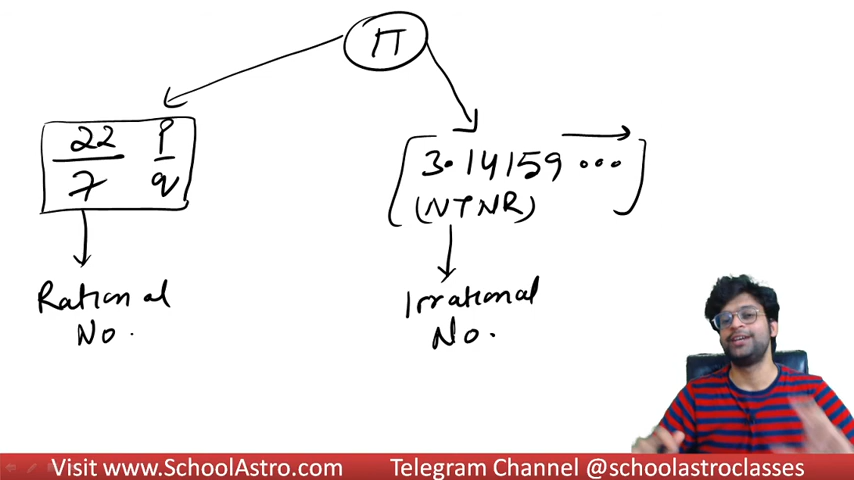 π
22/7 p/q
3.14159...
(NTNR)
Rational
No.
Irrational
No.
Visit www.SchoolAstro.com Telegram Channel @schoolastroclasses